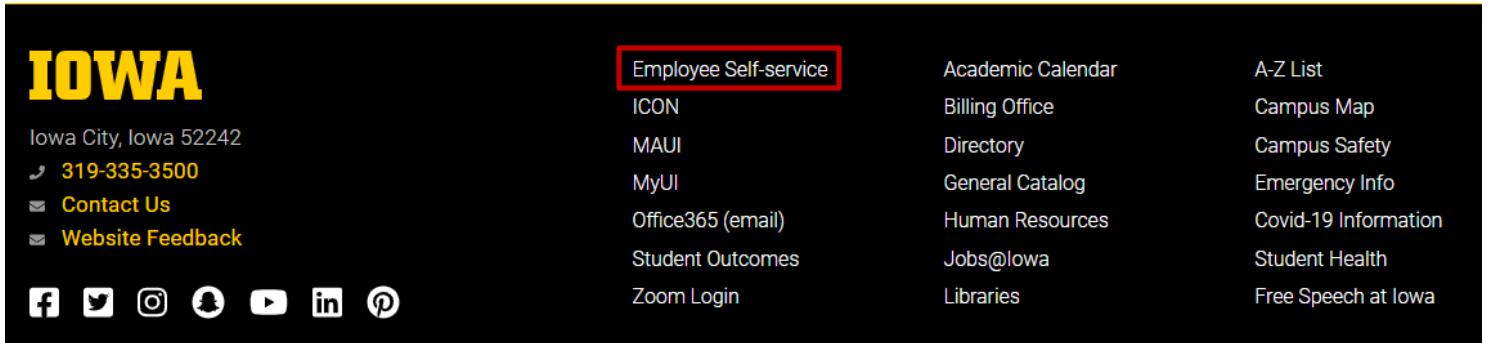 IOWA
Iowa City, Iowa 52242
319-335-3500
Contact Us
Website Feedback
Employee Self-service
ICON
MAUI
MyUI
Office365 (email)
Student Outcomes
Zoom Login
Academic Calendar
Billing Office
Directory
General Catalog
Human Resources
Jobs@Iowa
Libraries
A-Z List
Campus Map
Campus Safety
Emergency Info
Covid-19 Information
Student Health
Free Speech at Iowa